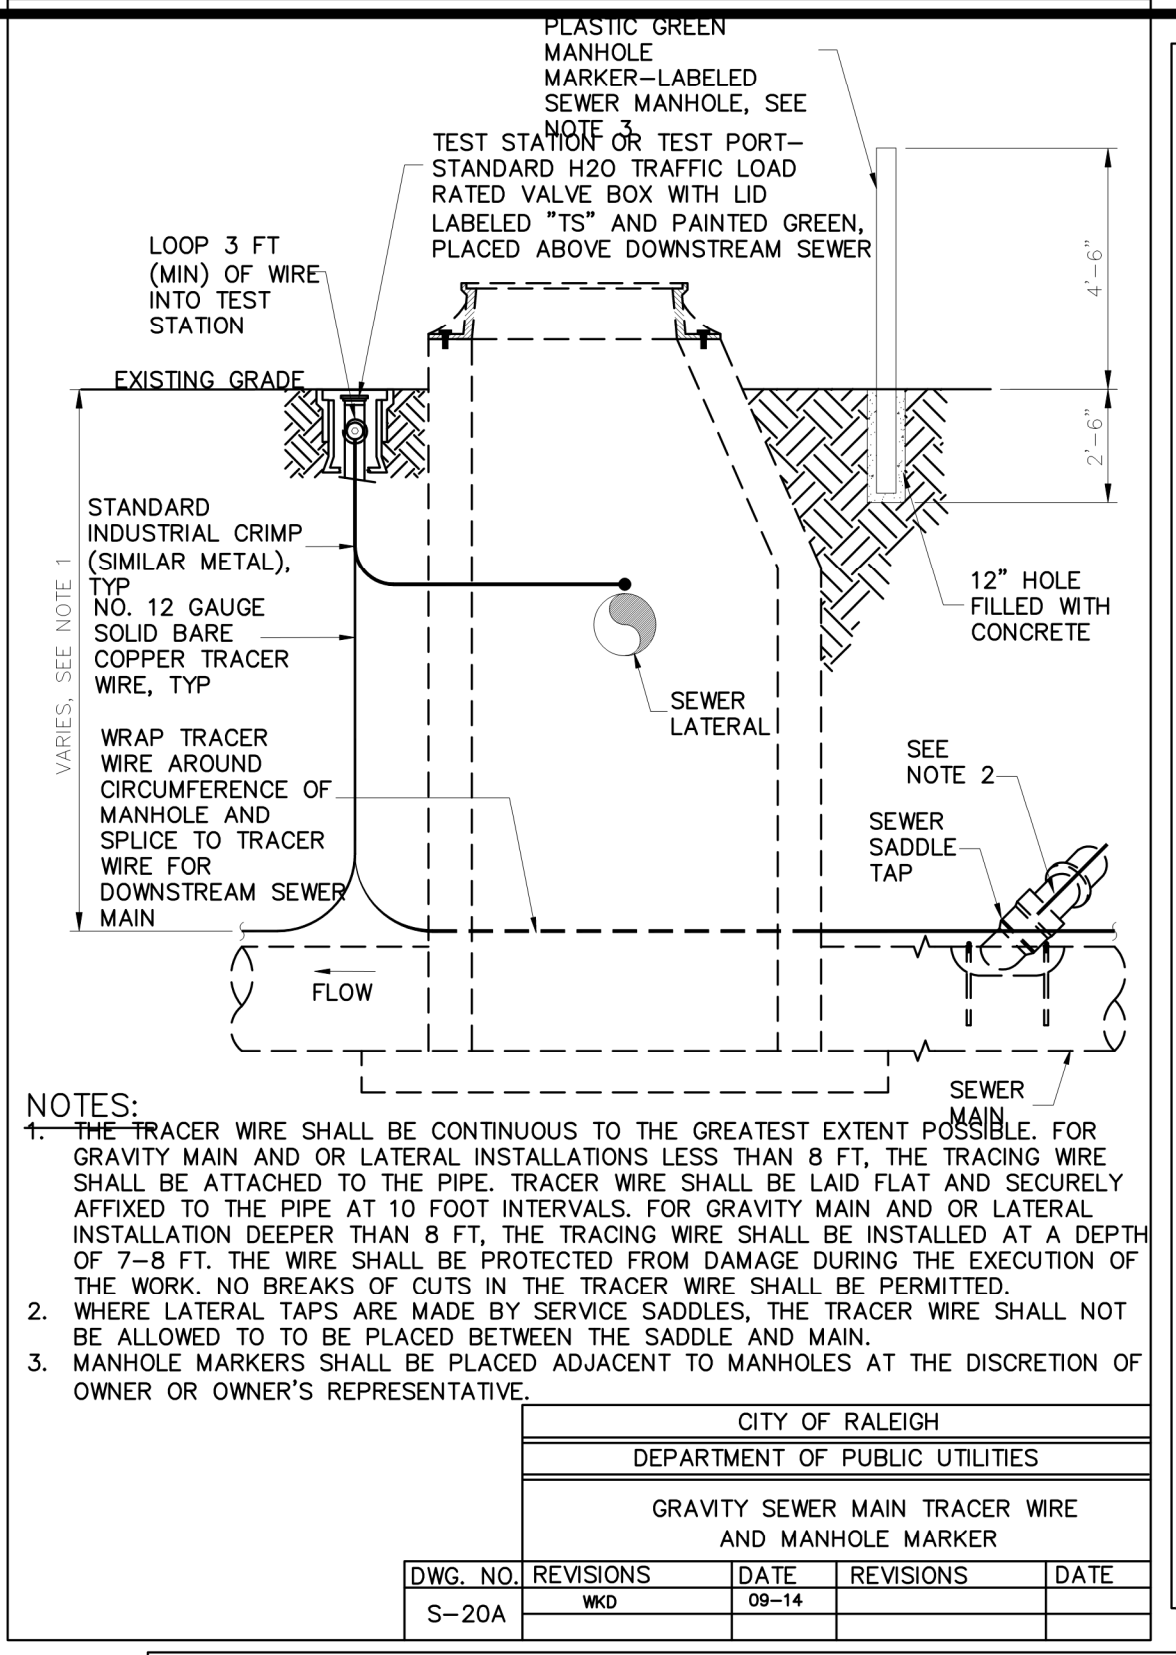 PLASTIC GREEN
MANHOLE
MARKER-LABELED
SEWER MANHOLE, SEE
NOTE 3
TEST STATION OR TEST PORT-
STANDARD H2O TRAFFIC LOAD
RATED VALVE BOX WITH LID
LABELED "TS" AND PAINTED GREEN,
PLACED ABOVE DOWNSTREAM SEWER
LOOP 3 FT
(MIN) OF WIRE
INTO TEST
STATION
4'-6"
EXISTING GRADE
2'-6"
STANDARD
INDUSTRIAL CRIMP
(SIMILAR METAL),
TYP
NO. 12 GAUGE
SOLID BARE
COPPER TRACER
WIRE, TYP
VARIES, SEE NOTE 1
12" HOLE
FILLED WITH
CONCRETE
SEWER
LATERAL
WRAP TRACER
WIRE AROUND
CIRCUMFERENCE OF
MANHOLE AND
SPLICE TO TRACER
WIRE FOR
DOWNSTREAM SEWER
MAIN
SEE
NOTE 2
SEWER
SADDLE
TAP
FLOW
SEWER
MAIN
NOTES:
1. THE TRACER WIRE SHALL BE CONTINUOUS TO THE GREATEST EXTENT POSSIBLE. FOR
GRAVITY MAIN AND OR LATERAL INSTALLATIONS LESS THAN 8 FT, THE TRACING WIRE
SHALL BE ATTACHED TO THE PIPE. TRACER WIRE SHALL BE LAID FLAT AND SECURELY
AFFIXED TO THE PIPE AT 10 FOOT INTERVALS. FOR GRAVITY MAIN AND OR LATERAL
INSTALLATION DEEPER THAN 8 FT, THE TRACING WIRE SHALL BE INSTALLED AT A DEPTH
OF 7-8 FT. THE WIRE SHALL BE PROTECTED FROM DAMAGE DURING THE EXECUTION OF
THE WORK. NO BREAKS OF CUTS IN THE TRACER WIRE SHALL BE PERMITTED.
2. WHERE LATERAL TAPS ARE MADE BY SERVICE SADDLES, THE TRACER WIRE SHALL NOT
BE ALLOWED TO TO BE PLACED BETWEEN THE SADDLE AND MAIN.
3. MANHOLE MARKERS SHALL BE PLACED ADJACENT TO MANHOLES AT THE DISCRETION OF
OWNER OR OWNER'S REPRESENTATIVE.
CITY OF RALEIGH
DEPARTMENT OF PUBLIC UTILITIES
GRAVITY SEWER MAIN TRACER WIRE
AND MANHOLE MARKER
DWG. NO. REVISIONS DATE REVISIONS DATE
S-20A WKD 09-14